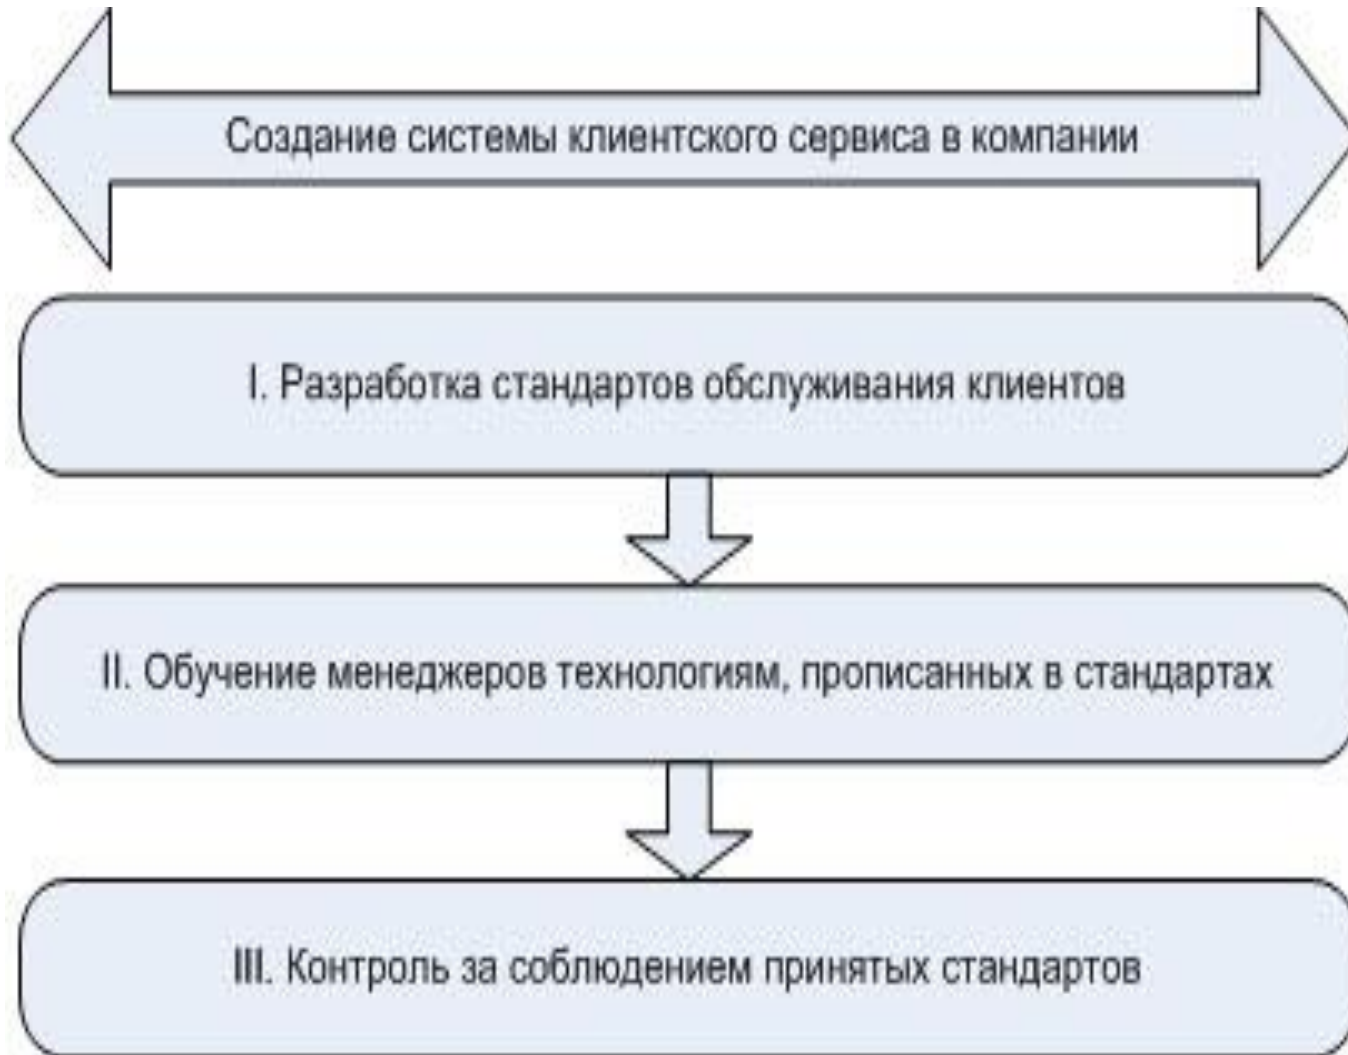 Создание системы клиентского сервиса в компании
I. Разработка стандартов обслуживания клиентов
II. Обучение менеджеров технологиям, прописанных в стандартах
III. Контроль за соблюдением принятых стандартов